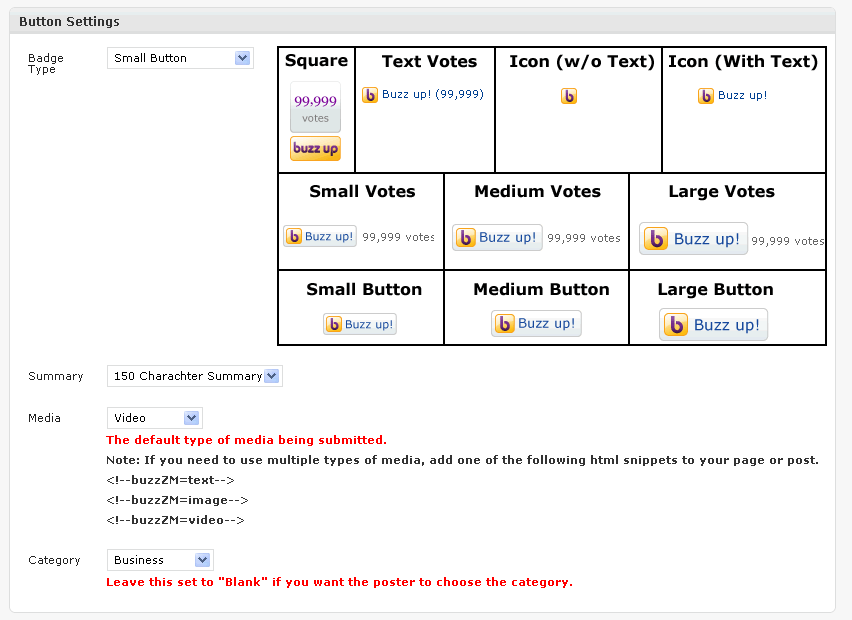 Button Settings
Badge Type
Small Button
Square
Text Votes
Icon (w/o Text)
Icon (With Text)
99,999
votes
buzz up
b Buzz up! (99,999)
b
b Buzz up!
Small Votes
Medium Votes
Large Votes
b Buzz up! 99,999 votes
b Buzz up! 99,999 votes
b Buzz up! 99,999 votes
Small Button
Medium Button
Large Button
b Buzz up!
b Buzz up!
b Buzz up!
Summary
150 Charachter Summary
Media
Video
The default type of media being submitted.
Note: If you need to use multiple types of media, add one of the following html snippets to your page or post.
<!--buzzZM=text-->
<!--buzzZM=image-->
<!--buzzZM=video-->
Category
Business
Leave this set to "Blank" if you want the poster to choose the category.